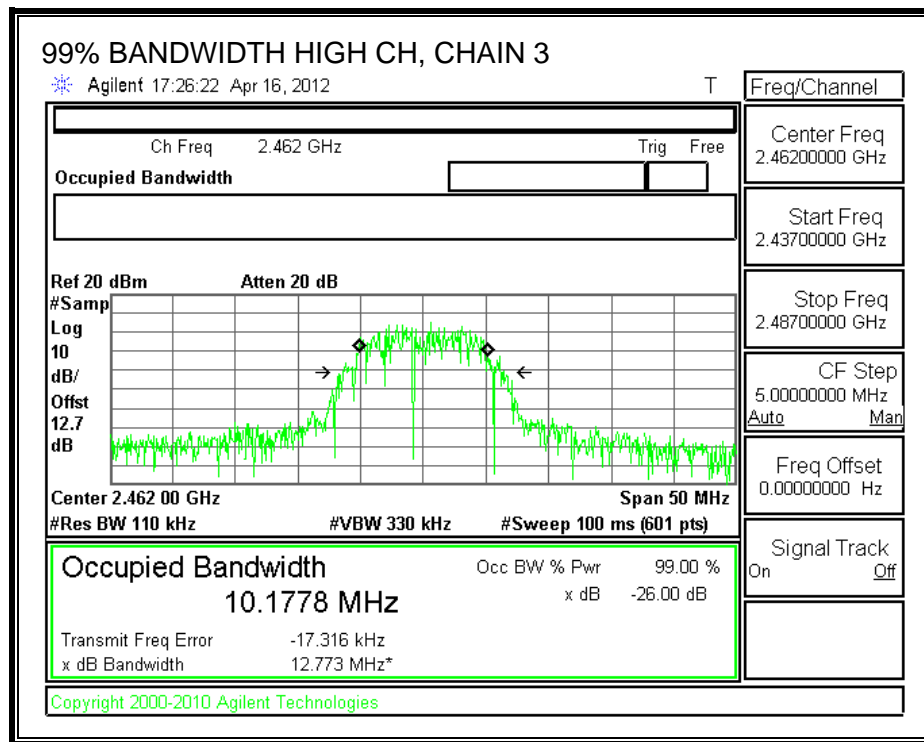 99% BANDWIDTH HIGH CH, CHAIN 3
Agilent 17:26:22 Apr 16, 2012 T
Freq/Channel
Ch Freq 2.462 GHz Trig Free
Occupied Bandwidth
Center Freq
2.46200000 GHz
Start Freq
2.43700000 GHz
Stop Freq
2.48700000 GHz
CF Step
5.00000000 MHz
Auto Man
Freq Offset
0.00000000 Hz
Signal Track
On Off
Ref 20 dBm Atten 20 dB
#Samp
Log
10
dB/
Offst
12.7
dB
Center 2.462 00 GHz Span 50 MHz
#Res BW 110 kHz #VBW 330 kHz #Sweep 100 ms (601 pts)
Occupied Bandwidth Occ BW % Pwr 99.00 %
10.1778 MHz x dB -26.00 dB
Transmit Freq Error -17.316 kHz
x dB Bandwidth 12.773 MHz*
Copyright 2000-2010 Agilent Technologies